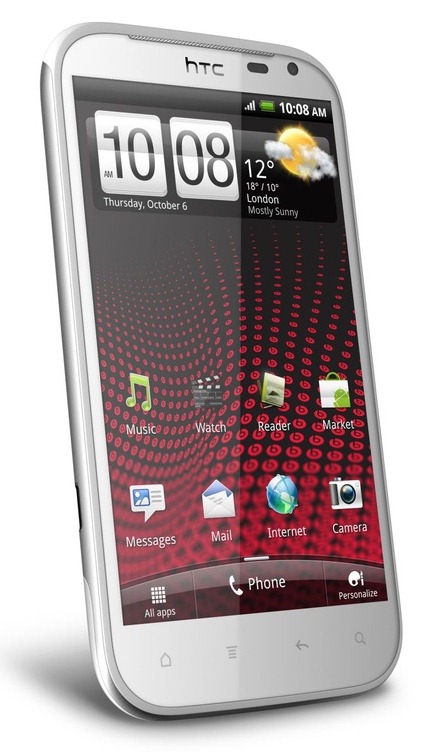 hTC
10:08 AM
10 08
AM
12°
18° / 10°
London
Mostly Sunny
Thursday, October 6
Music Watch Reader Market
Messages Mail Internet Camera
All apps Phone Personalize